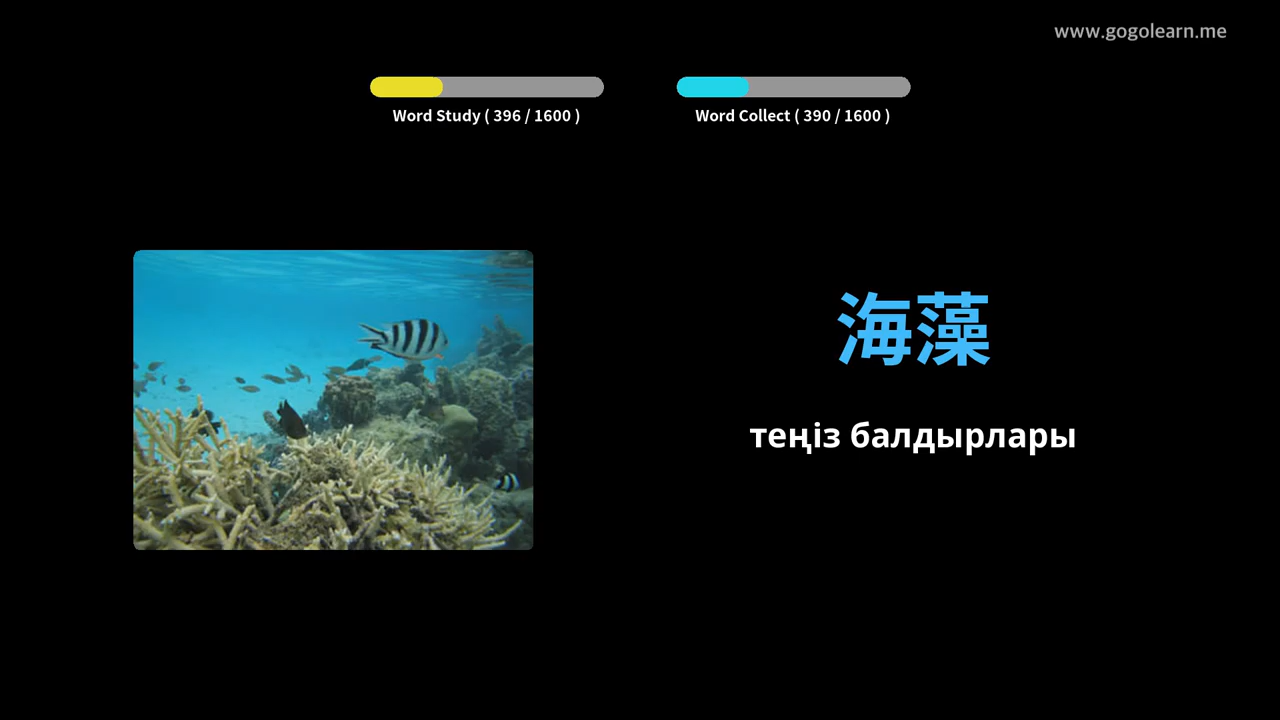 www.gogolearn.me
Word Study ( 396 / 1600 )
Word Collect ( 390 / 1600 )
海藻
теңіз балдырлары